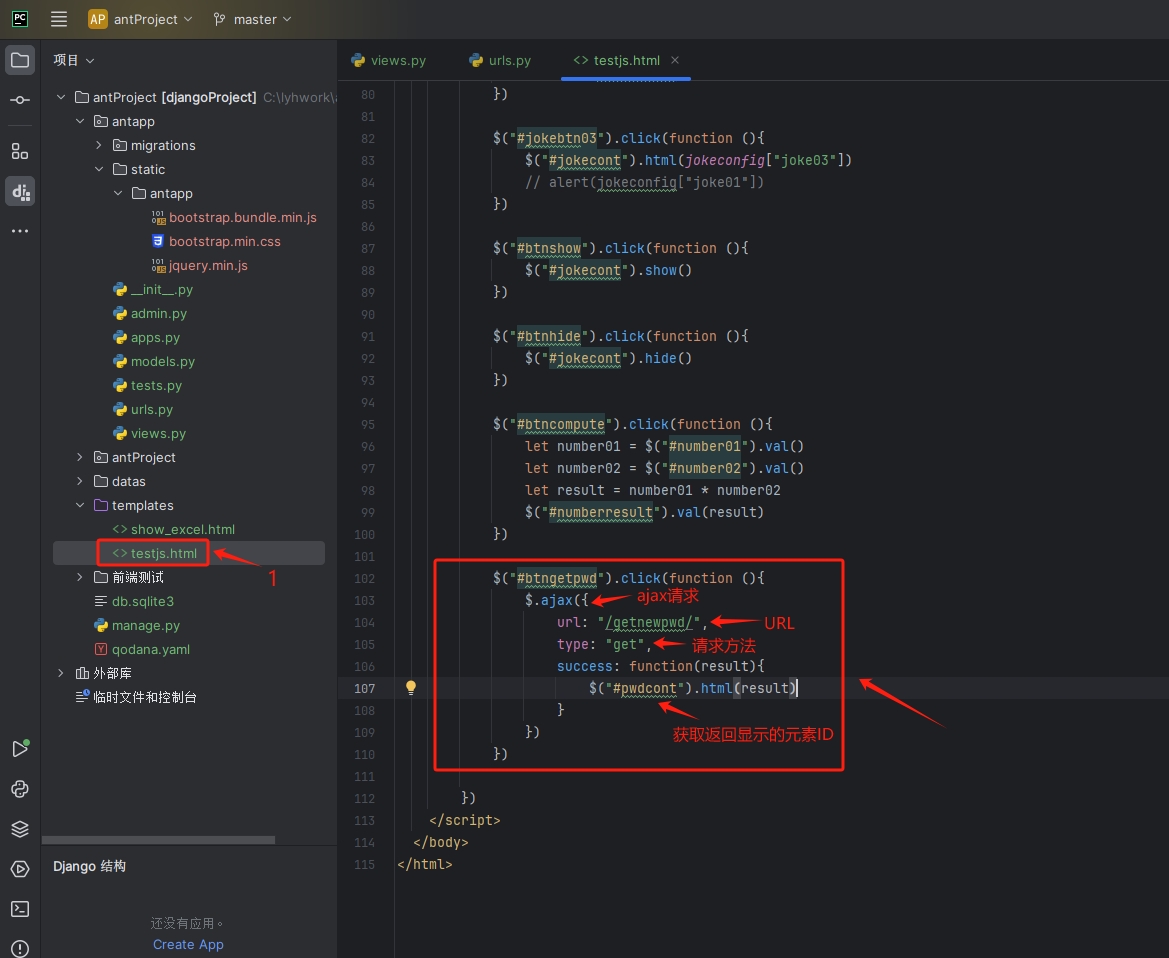 PC
AP antProject master
项目
views.py urls.py <> testjs.html ×
antProject [djangoProject] C:\lyhwork\a
antapp
migrations
static
antapp
bootstrap.bundle.min.js
bootstrap.min.css
jquery.min.js
__init__.py
admin.py
apps.py
models.py
tests.py
urls.py
views.py
antProject
datas
templates
<> show_excel.html
<> testjs.html
1
前端测试
db.sqlite3
manage.py
qodana.yaml
外部库
临时文件和控制台
Django 结构
还没有应用。
Create App
80 })
81
82 $("#jokebtn03").click(function (){
83 $("#jokecont").html(jokeconfig["joke03"])
84 // alert(jokeconfig["joke01"])
85 })
86
87 $("#btnshow").click(function (){
88 $("#jokecont").show()
89 })
90
91 $("#btnhide").click(function (){
92 $("#jokecont").hide()
93 })
94
95 $("#btncompute").click(function (){
96 let number01 = $("#number01").val()
97 let number02 = $("#number02").val()
98 let result = number01 * number02
99 $("#numberresult").val(result)
100 })
101
102 $("#btngetpwd").click(function (){
103 $.ajax({ ajax请求
104 url: "/getnewpwd/", URL
105 type: "get", 请求方法
106 success: function(result){
107 $("#pwdcont").html(result)
108 }
获取返回显示的元素ID
109 })
110 })
111
112 })
113 </script>
114 </body>
115 </html>